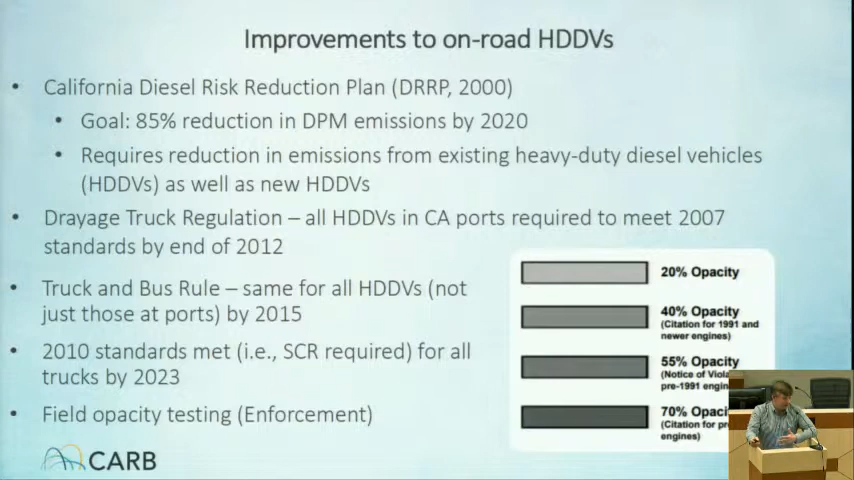 Improvements to on-road HDDVs
• California Diesel Risk Reduction Plan (DRRP, 2000)
• Goal: 85% reduction in DPM emissions by 2020
• Requires reduction in emissions from existing heavy-duty diesel vehicles
(HDDVs) as well as new HDDVs
• Drayage Truck Regulation – all HDDVs in CA ports required to meet 2007
standards by end of 2012
• Truck and Bus Rule – same for all HDDVs (not
just those at ports) by 2015
• 2010 standards met (i.e., SCR required) for all
trucks by 2023
• Field opacity testing (Enforcement)
20% Opacity
40% Opacity
(Citation for 1991 and
newer engines)
55% Opacity
(Notice of
pre-1991
70%
(Citation for
engines)
CARB